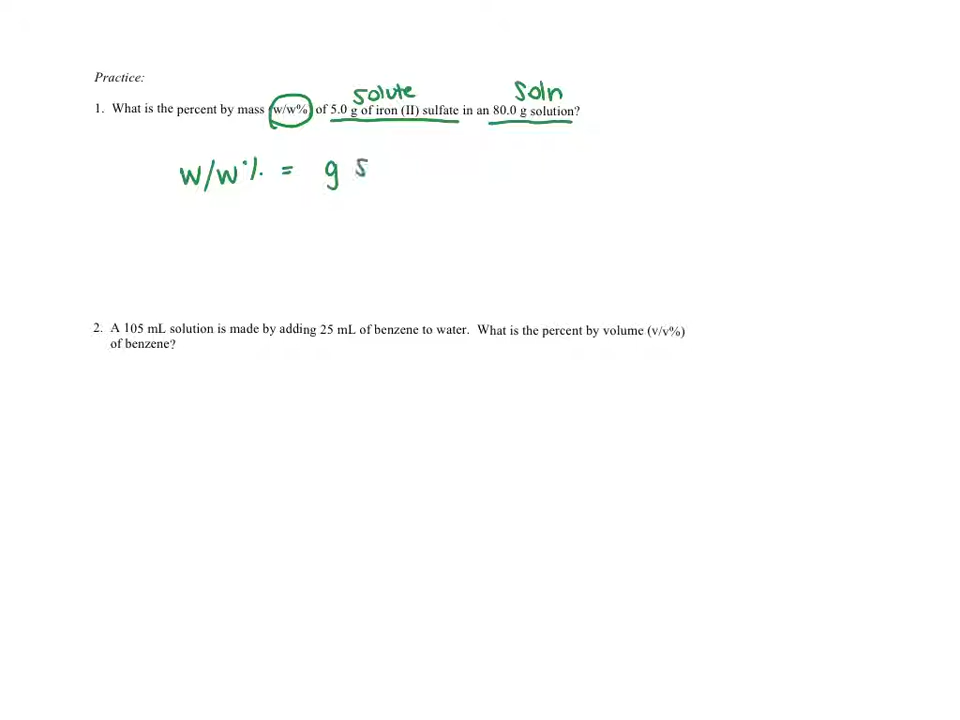 Practice:
solute soln
1. What is the percent by mass (w/w%) of 5.0 g of iron (II) sulfate in an 80.0 g solution?
w/w% = g s
2. A 105 mL solution is made by adding 25 mL of benzene to water. What is the percent by volume (v/v%)
of benzene?